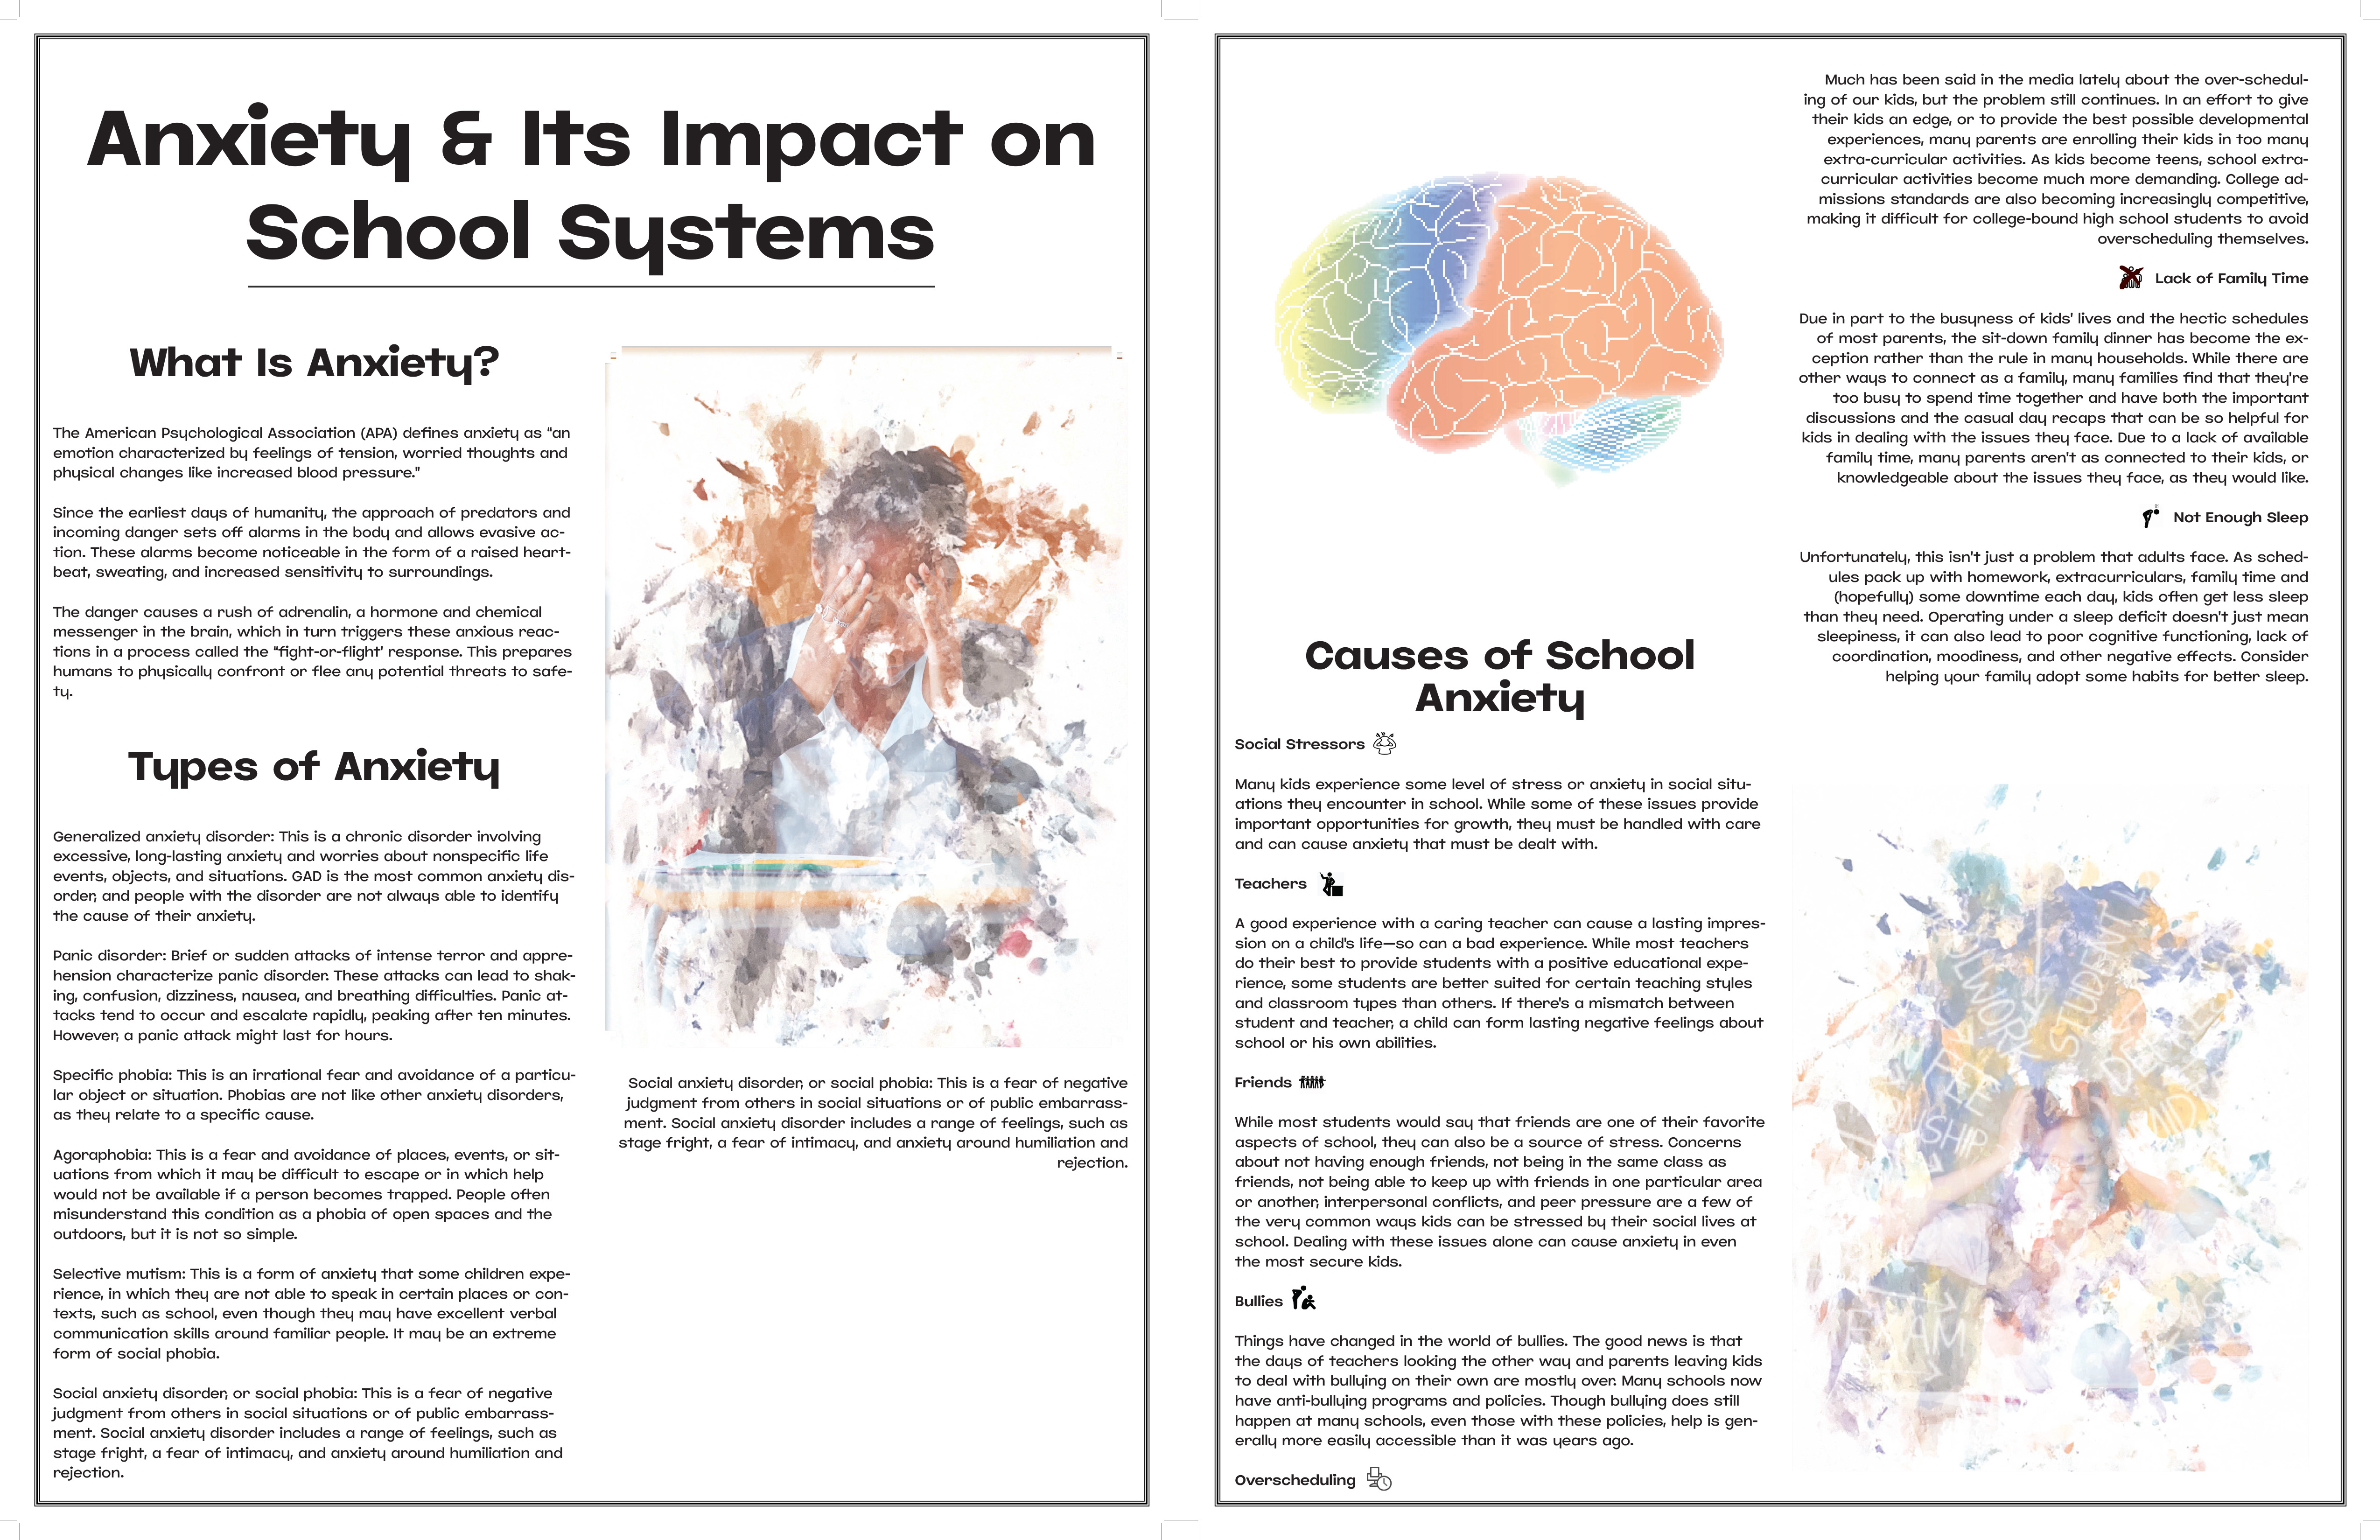 Anxiety & Its Impact on
School Systems
What Is Anxiety?
The American Psychological Association (APA) defines anxiety as "an
emotion characterized by feelings of tension, worried thoughts and
physical changes like increased blood pressure."
Since the earliest days of humanity, the approach of predators and
incoming danger sets off alarms in the body and allows evasive ac-
tion. These alarms become noticeable in the form of a raised heart-
beat, sweating, and increased sensitivity to surroundings.
The danger causes a rush of adrenalin, a hormone and chemical
messenger in the brain, which in turn triggers these anxious reac-
tions in a process called the "fight-or-flight' response. This prepares
humans to physically confront or flee any potential threats to safe-
ty.
Types of Anxiety
Generalized anxiety disorder: This is a chronic disorder involving
excessive, long-lasting anxiety and worries about nonspecific life
events, objects, and situations. GAD is the most common anxiety dis-
order, and people with the disorder are not always able to identify
the cause of their anxiety.
Panic disorder: Brief or sudden attacks of intense terror and appre-
hension characterize panic disorder. These attacks can lead to shak-
ing, confusion, dizziness, nausea, and breathing difficulties. Panic at-
tacks tend to occur and escalate rapidly, peaking after ten minutes.
However, a panic attack might last for hours.
Specific phobia: This is an irrational fear and avoidance of a particu-
lar object or situation. Phobias are not like other anxiety disorders,
as they relate to a specific cause.
Agoraphobia: This is a fear and avoidance of places, events, or sit-
uations from which it may be difficult to escape or in which help
would not be available if a person becomes trapped. People often
misunderstand this condition as a phobia of open spaces and the
outdoors, but it is not so simple.
Selective mutism: This is a form of anxiety that some children expe-
rience, in which they are not able to speak in certain places or con-
texts, such as school, even though they may have excellent verbal
communication skills around familiar people. It may be an extreme
form of social phobia.
Social anxiety disorder, or social phobia: This is a fear of negative
judgment from others in social situations or of public embarrass-
ment. Social anxiety disorder includes a range of feelings, such as
stage fright, a fear of intimacy, and anxiety around humiliation and
rejection.
Social anxiety disorder, or social phobia: This is a fear of negative
judgment from others in social situations or of public embarrass-
ment. Social anxiety disorder includes a range of feelings, such as
stage fright, a fear of intimacy, and anxiety around humiliation and
rejection.
Causes of School
Anxiety
Social Stressors
Many kids experience some level of stress or anxiety in social situ-
ations they encounter in school. While some of these issues provide
important opportunities for growth, they must be handled with care
and can cause anxiety that must be dealt with.
Teachers
A good experience with a caring teacher can cause a lasting impres-
sion on a child's life—so can a bad experience. While most teachers
do their best to provide students with a positive educational expe-
rience, some students are better suited for certain teaching styles
and classroom types than others. If there's a mismatch between
student and teacher, a child can form lasting negative feelings about
school or his own abilities.
Friends
While most students would say that friends are one of their favorite
aspects of school, they can also be a source of stress. Concerns
about not having enough friends, not being in the same class as
friends, not being able to keep up with friends in one particular area
or another, interpersonal conflicts, and peer pressure are a few of
the very common ways kids can be stressed by their social lives at
school. Dealing with these issues alone can cause anxiety in even
the most secure kids.
Bullies
Things have changed in the world of bullies. The good news is that
the days of teachers looking the other way and parents leaving kids
to deal with bullying on their own are mostly over. Many schools now
have anti-bullying programs and policies. Though bullying does still
happen at many schools, even those with these policies, help is gen-
erally more easily accessible than it was years ago.
Overscheduling
Much has been said in the media lately about the over-schedul-
ing of our kids, but the problem still continues. In an effort to give
their kids an edge, or to provide the best possible developmental
experiences, many parents are enrolling their kids in too many
extra-curricular activities. As kids become teens, school extra-
curricular activities become much more demanding. College ad-
missions standards are also becoming increasingly competitive,
making it difficult for college-bound high school students to avoid
overscheduling themselves.
Lack of Family Time
Due in part to the busyness of kids' lives and the hectic schedules
of most parents, the sit-down family dinner has become the ex-
ception rather than the rule in many households. While there are
other ways to connect as a family, many families find that they're
too busy to spend time together and have both the important
discussions and the casual day recaps that can be so helpful for
kids in dealing with the issues they face. Due to a lack of available
family time, many parents aren't as connected to their kids, or
knowledgeable about the issues they face, as they would like.
Not Enough Sleep
Unfortunately, this isn't just a problem that adults face. As sched-
ules pack up with homework, extracurriculars, family time and
(hopefully) some downtime each day, kids often get less sleep
than they need. Operating under a sleep deficit doesn't just mean
sleepiness, it can also lead to poor cognitive functioning, lack of
coordination, moodiness, and other negative effects. Consider
helping your family adopt some habits for better sleep.
STUDENT
EXAM